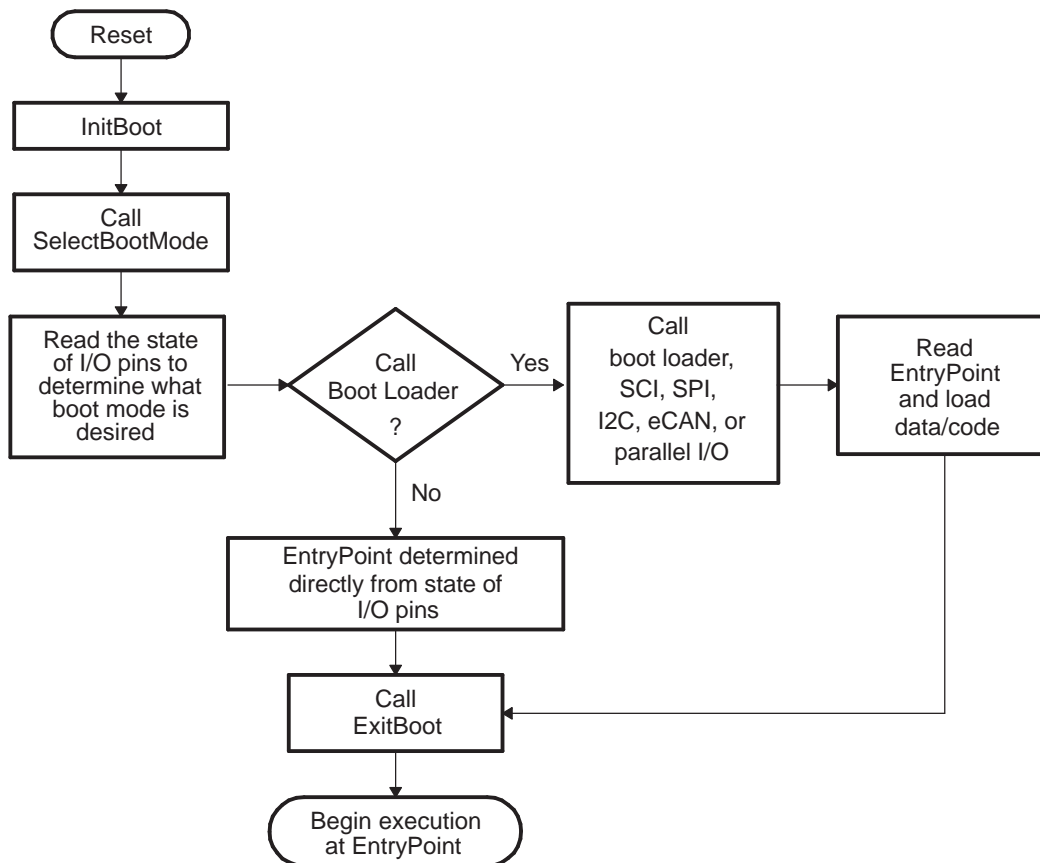 Reset
InitBoot
Call
SelectBootMode
Read the state
of I/O pins to
determine what
boot mode is
desired
Call
Boot Loader
?
Yes
Call
boot loader,
SCI, SPI,
I2C, eCAN, or
parallel I/O
Read
EntryPoint
and load
data/code
No
EntryPoint determined
directly from state of
I/O pins
Call
ExitBoot
Begin execution
at EntryPoint